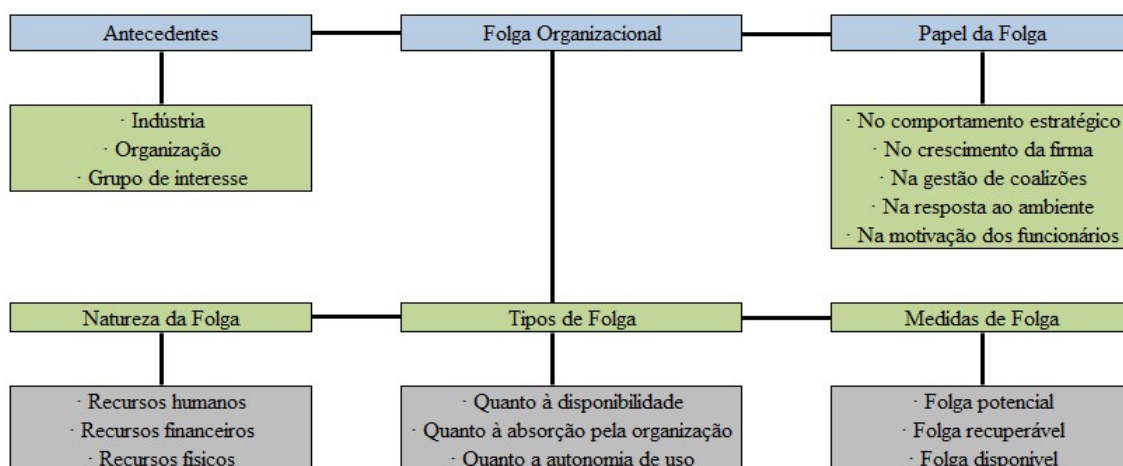 Antecedentes
Folga Organizacional
Papel da Folga
· Indústria
· Organização
· Grupo de interesse
· No comportamento estratégico
· No crescimento da firma
· Na gestão de coalizões
· Na resposta ao ambiente
· Na motivação dos funcionários
Natureza da Folga
Tipos de Folga
Medidas de Folga
· Recursos humanos
· Recursos financeiros
· Recursos físicos
· Quanto à disponibilidade
· Quanto à absorção pela organização
· Quanto a autonomia de uso
· Folga potencial
· Folga recuperável
· Folga disponível